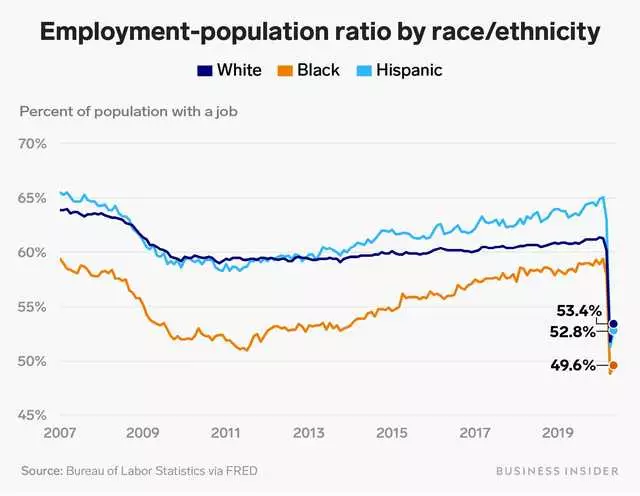 Employment-population ratio by race/ethnicity
White Black Hispanic
Percent of population with a job
70%
65%
60%
55%
50%
45%
53.4%
52.8%
49.6%
2007 2009 2011 2013 2015 2017 2019
Source: Bureau of Labor Statistics via FRED
BUSINESS INSIDER